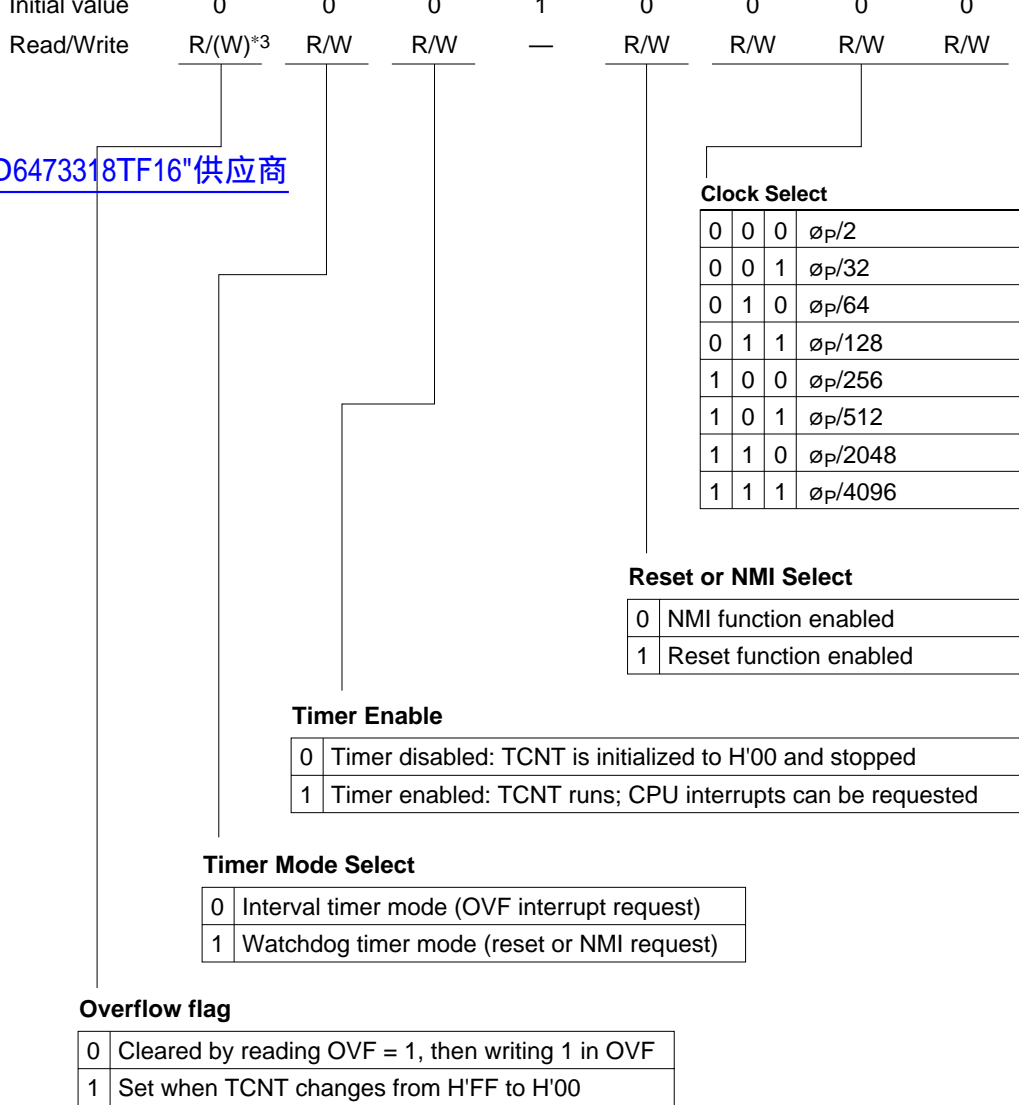 Initial value 0 0 0 1 0 0 0 0
Read/Write R/(W)*3 R/W R/W — R/W R/W R/W R/W
D6473318TF16"供应商
Clock Select
0 0 0 øP/2
0 0 1 øP/32
0 1 0 øP/64
0 1 1 øP/128
1 0 0 øP/256
1 0 1 øP/512
1 1 0 øP/2048
1 1 1 øP/4096
Reset or NMI Select
0 NMI function enabled
1 Reset function enabled
Timer Enable
0 Timer disabled: TCNT is initialized to H'00 and stopped
1 Timer enabled: TCNT runs; CPU interrupts can be requested
Timer Mode Select
0 Interval timer mode (OVF interrupt request)
1 Watchdog timer mode (reset or NMI request)
Overflow flag
0 Cleared by reading OVF = 1, then writing 1 in OVF
1 Set when TCNT changes from H'FF to H'00